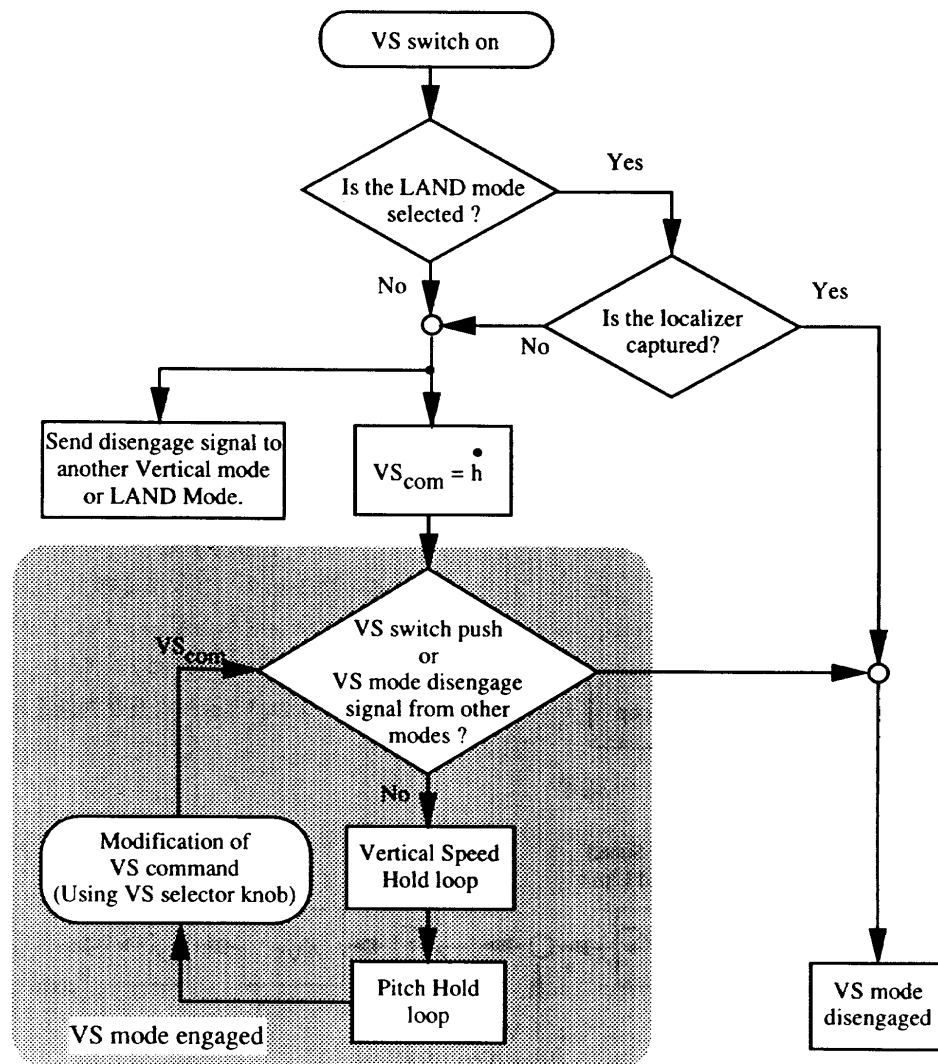 VS switch on
Is the LAND mode
selected ?
Yes
No
Is the localizer
captured?
Yes
No
Send disengage signal to
another Vertical mode
or LAND Mode.
VScom = ḣ
VS switch push
or
VS mode disengage
signal from other
modes ?
VScom
No
Modification of
VS command
(Using VS selector knob)
Vertical Speed
Hold loop
Pitch Hold
loop
VS mode engaged
VS mode
disengaged